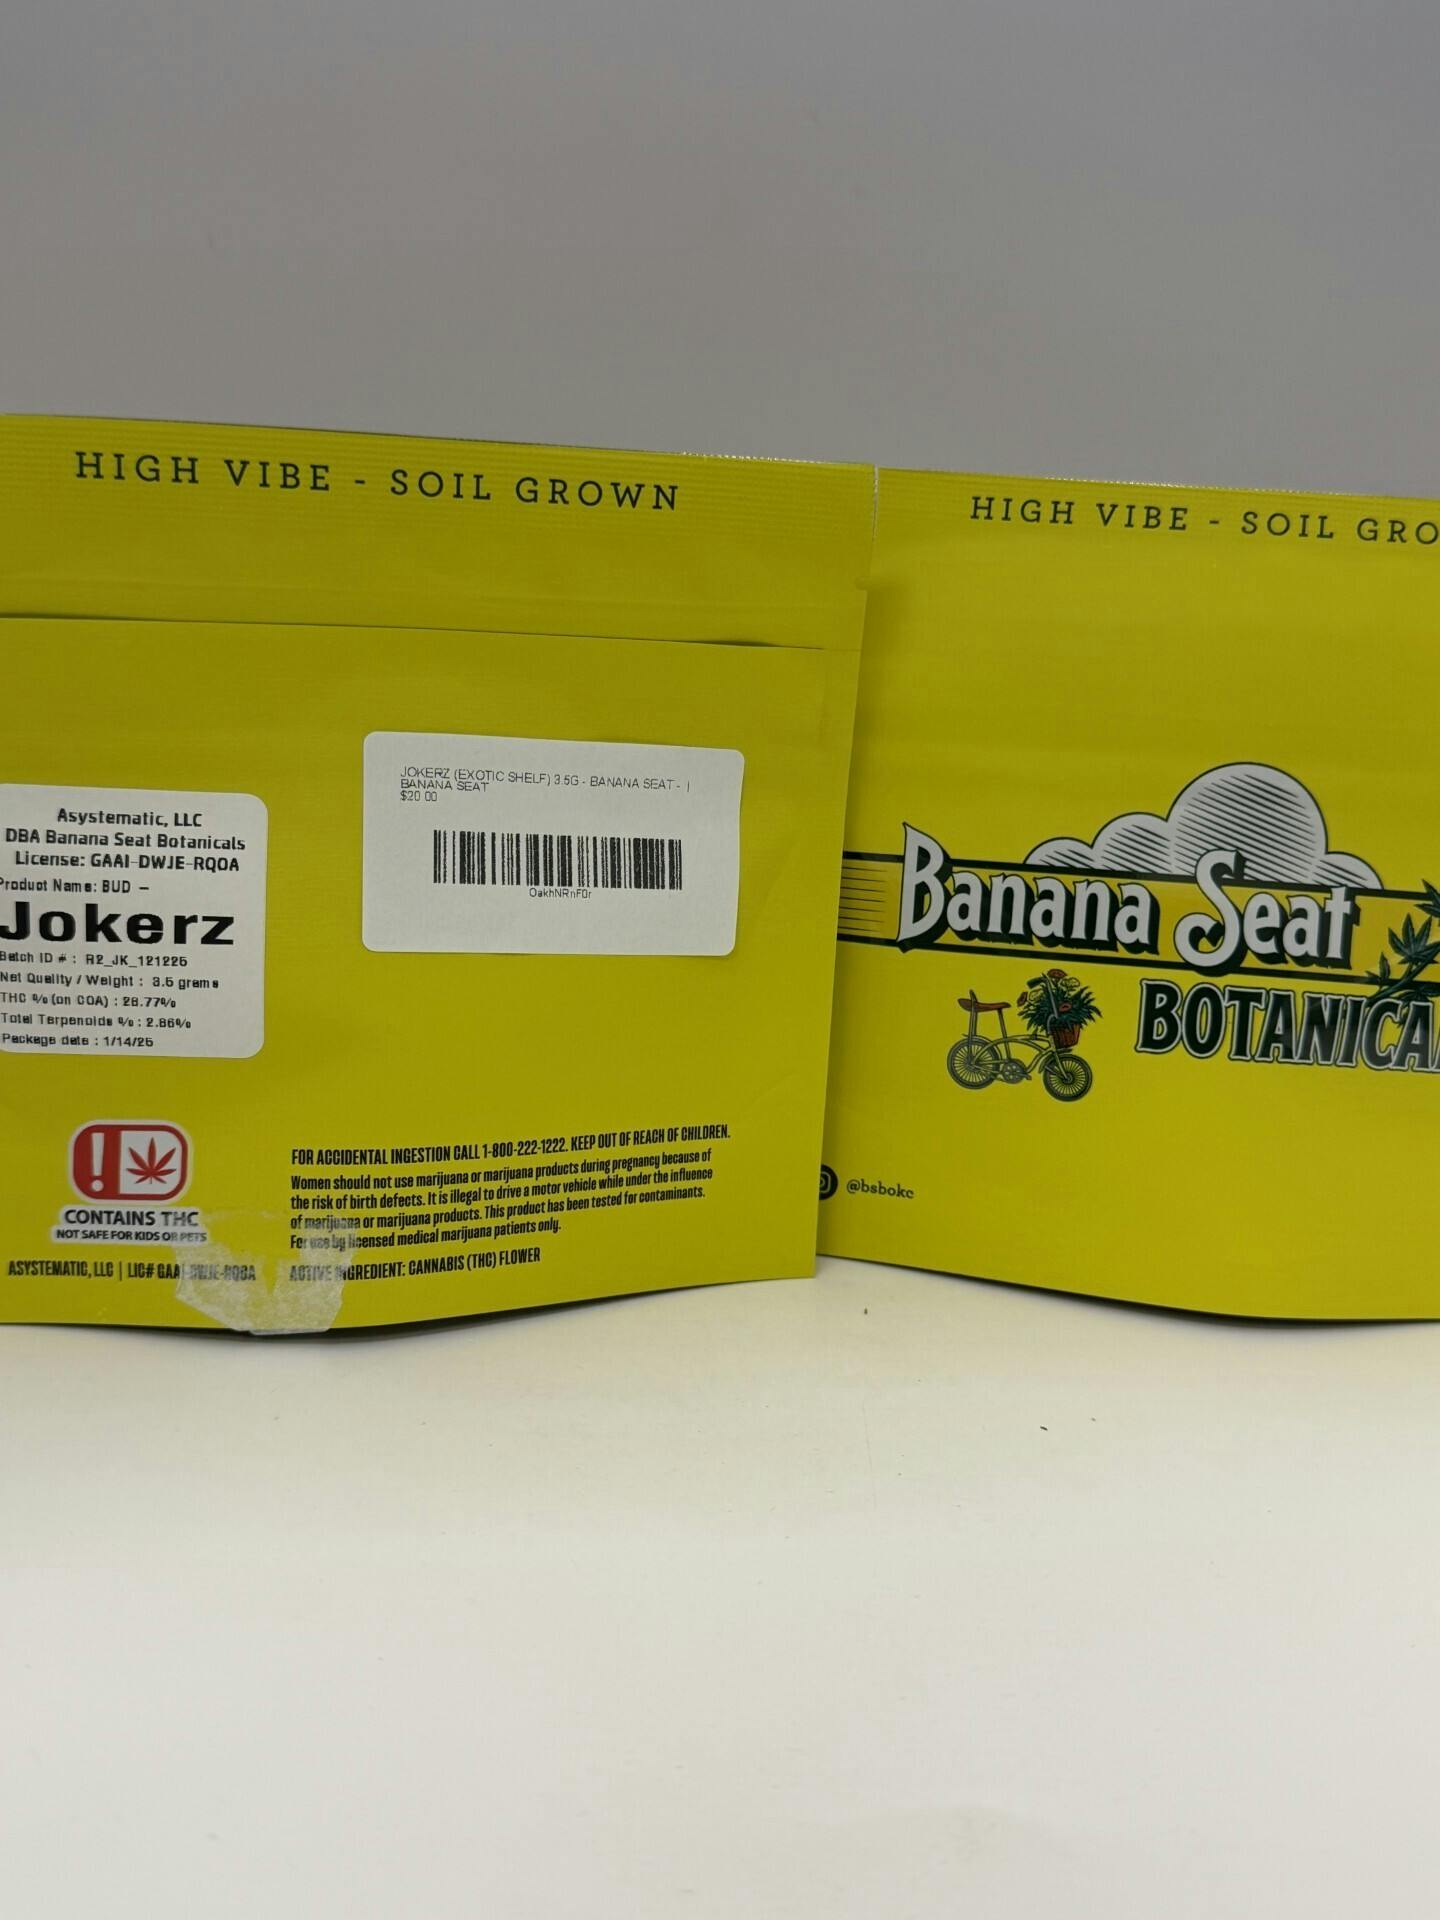 HIGH VIBE - SOIL GROWN
JOKERZ (EXOTIC SHELF) 3.5G - BANANA SEAT - |
BANANA SEAT
$20.00
OakhNRnF0r
Asystematic, LLC
DBA Banana Seat Botanicals
License: GAAI-DWJE-RQOA
Product Name: BUD -
Jokerz
Batch ID #: R2_JK_121225
Net Quality / Weight : 3.5 grams
THC % (on COA) : 28.77%
Total Terpenoids % : 2.86%
Package date : 1/14/26
CONTAINS THC
NOT SAFE FOR KIDS OR PETS
ASYSTEMATIC, LLC | LIC# GAAI-DWJE-RQOA
FOR ACCIDENTAL INGESTION CALL 1-800-222-1222. KEEP OUT OF REACH OF CHILDREN.
Women should not use marijuana or marijuana products during pregnancy because of
the risk of birth defects. It is illegal to drive a motor vehicle while under the influence
of marijuana or marijuana products. This product has been tested for contaminants.
For use by licensed medical marijuana patients only.
ACTIVE INGREDIENT: CANNABIS (THC) FLOWER
HIGH VIBE - SOIL GRO
Banana Seat
BOTANICA
@bsbokc